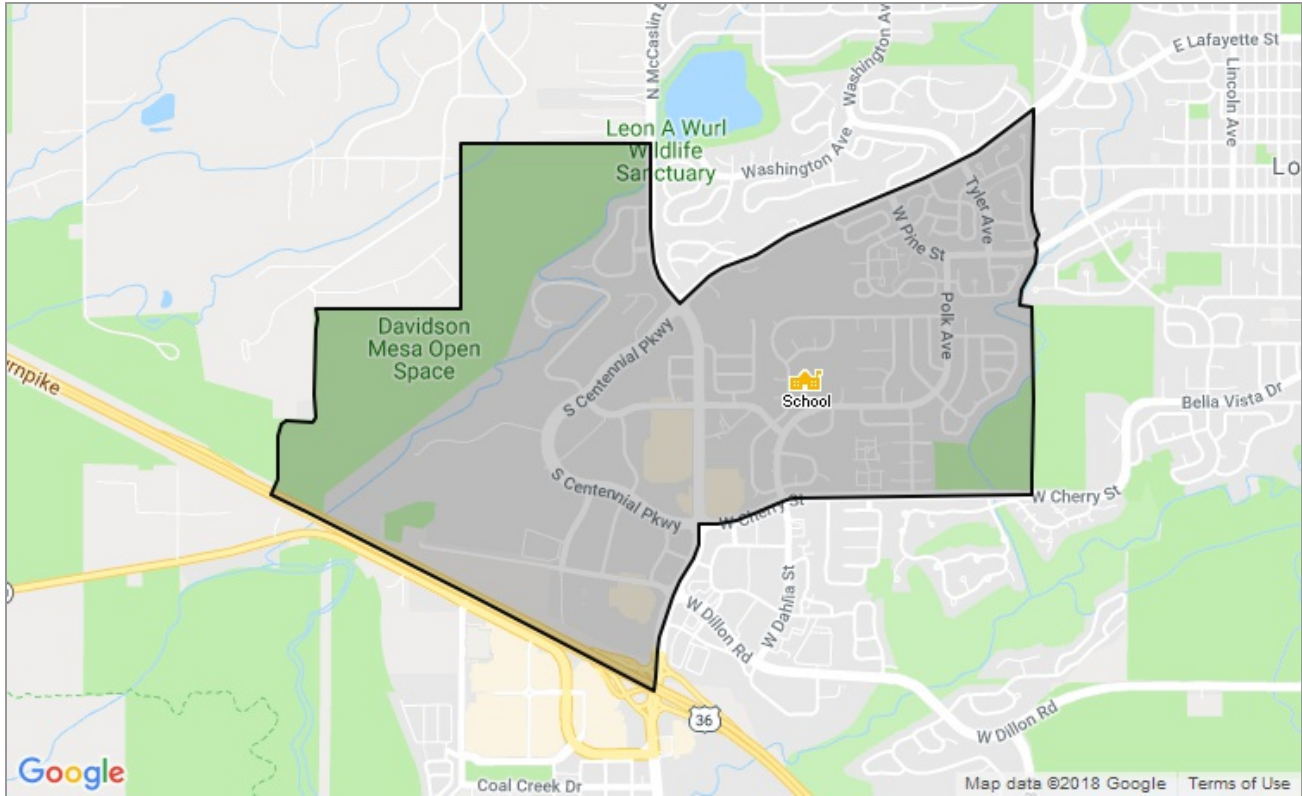 N McCaslin B
Washington Av
E Lafayette St
Lincoln Ave
Leon A Wurl
Wildlife
Sanctuary
Washington Ave
Lo
Tyler Ave
W Pine St
Davidson
Mesa Open
Space
S Centennial Pkwy
Polk Ave
rnpike
School
Bella Vista Dr
S Centennial Pkwy
W Cherry St
W Cherry St
W Dahlia St
W Dillon Rd
36
W Dillon Rd
Google
Coal Creek Dr
Map data ©2018 Google
Terms of Use